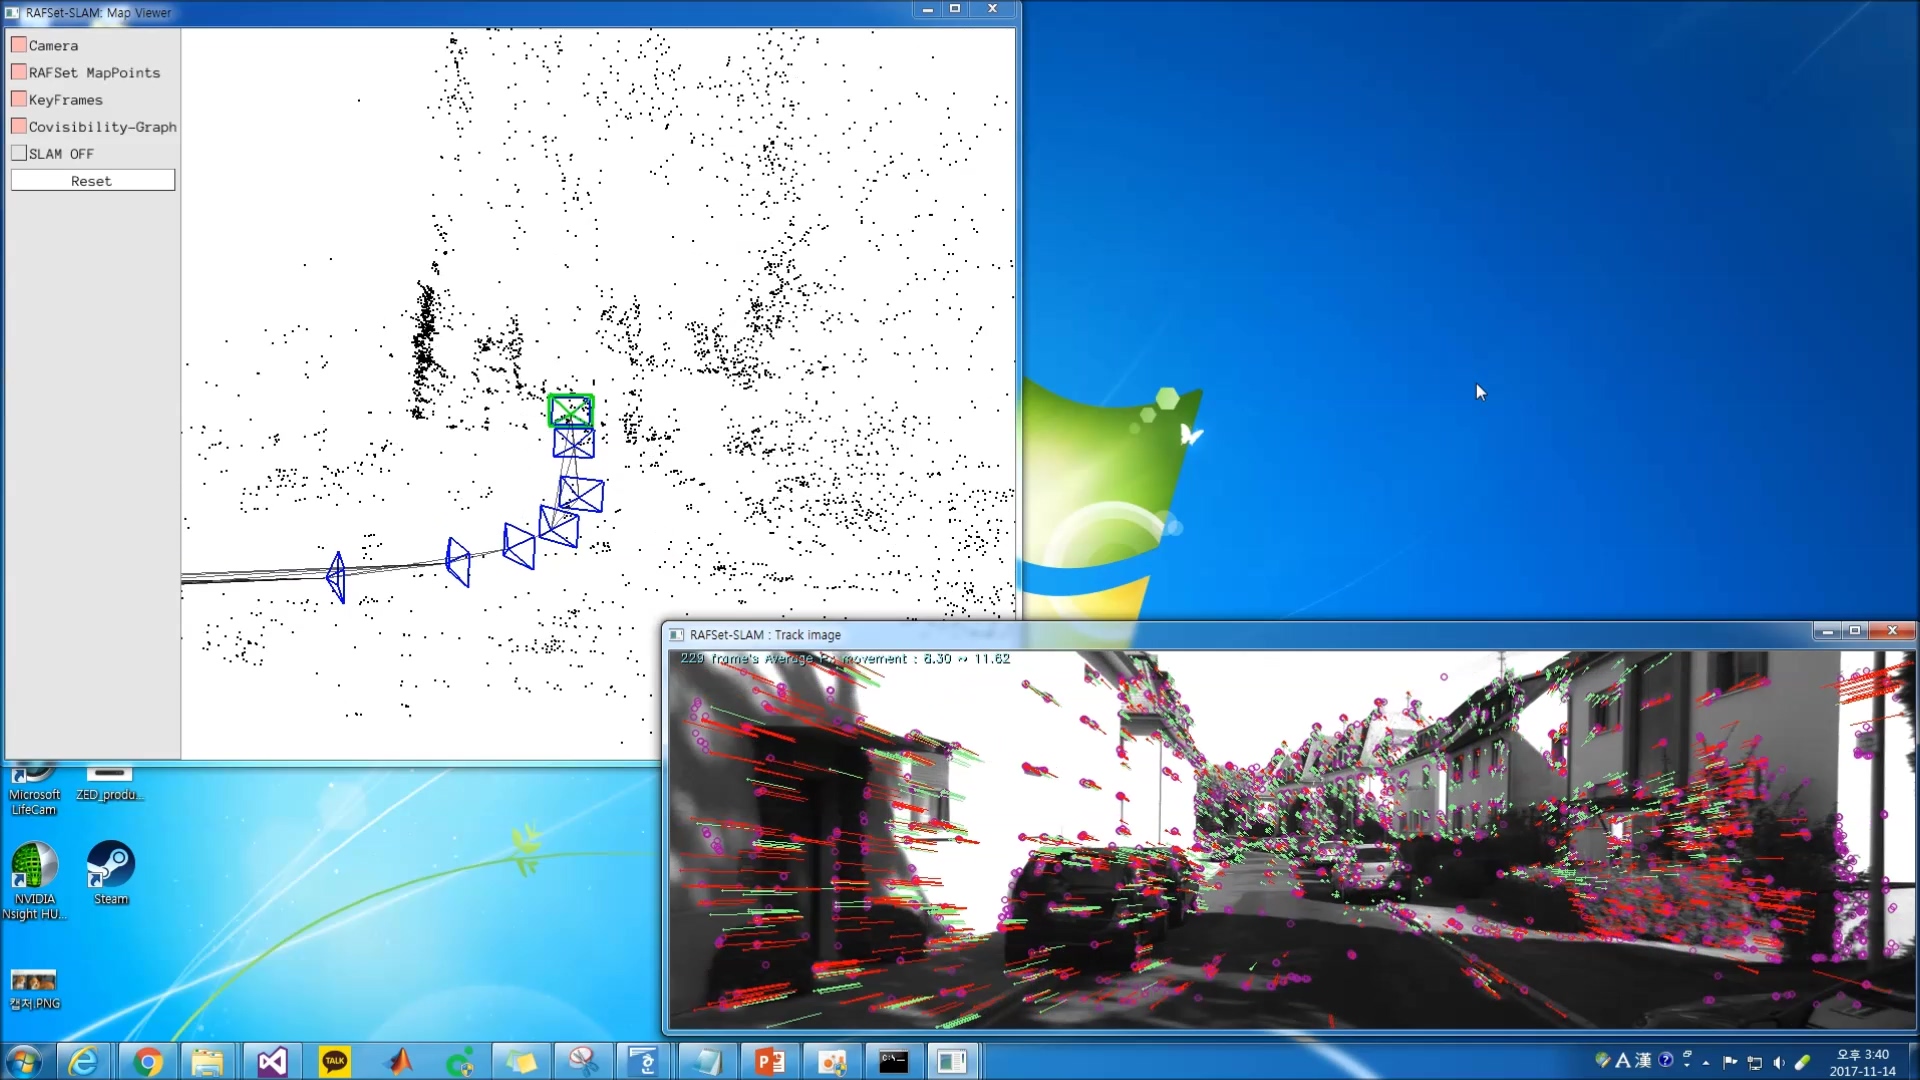 RAFSet-SLAM: Map Viewer
Camera
RAFSet MapPoints
KeyFrames
Covisibility-Graph
SLAM OFF
Reset
RAFSet-SLAM : Track image
229 frame's Average Px movement : 8.30 ~ 11.62
Microsoft
LifeCam
ZED_produ...
NVIDIA
Nsight HU...
Steam
캡처.PNG
TALK
C:\-
A 漢
오후 3:40
2017-11-14